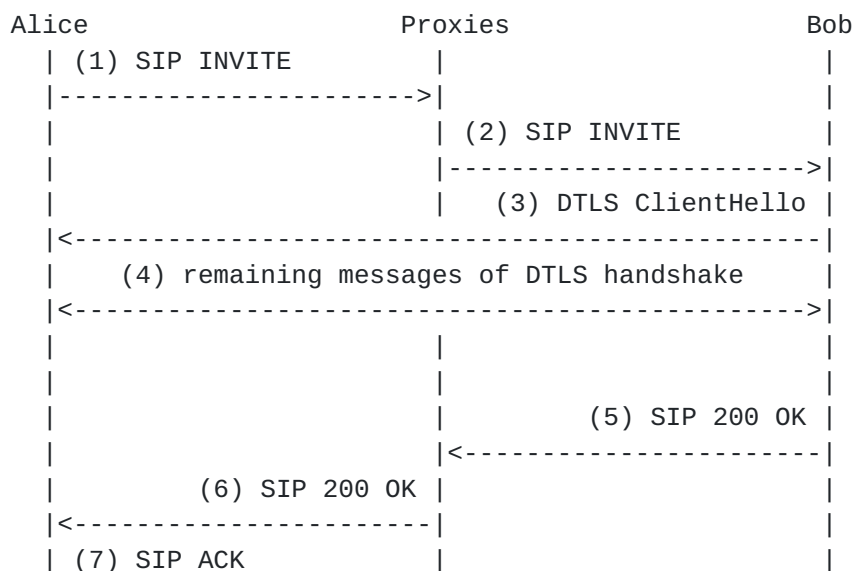 Alice                    Proxies                   Bob
  | (1) SIP INVITE         |                        |
  |----------------------->|                        |
  |                        | (2) SIP INVITE         |
  |                        |----------------------->|
  |                        |   (3) DTLS ClientHello |
  |<------------------------------------------------|
  |    (4) remaining messages of DTLS handshake     |
  |<----------------------------------------------->|
  |                        |                        |
  |                        |                        |
  |                        |         (5) SIP 200 OK |
  |                        |<-----------------------|
  |         (6) SIP 200 OK |                        |
  |<-----------------------|                        |
  | (7) SIP ACK            |                        |